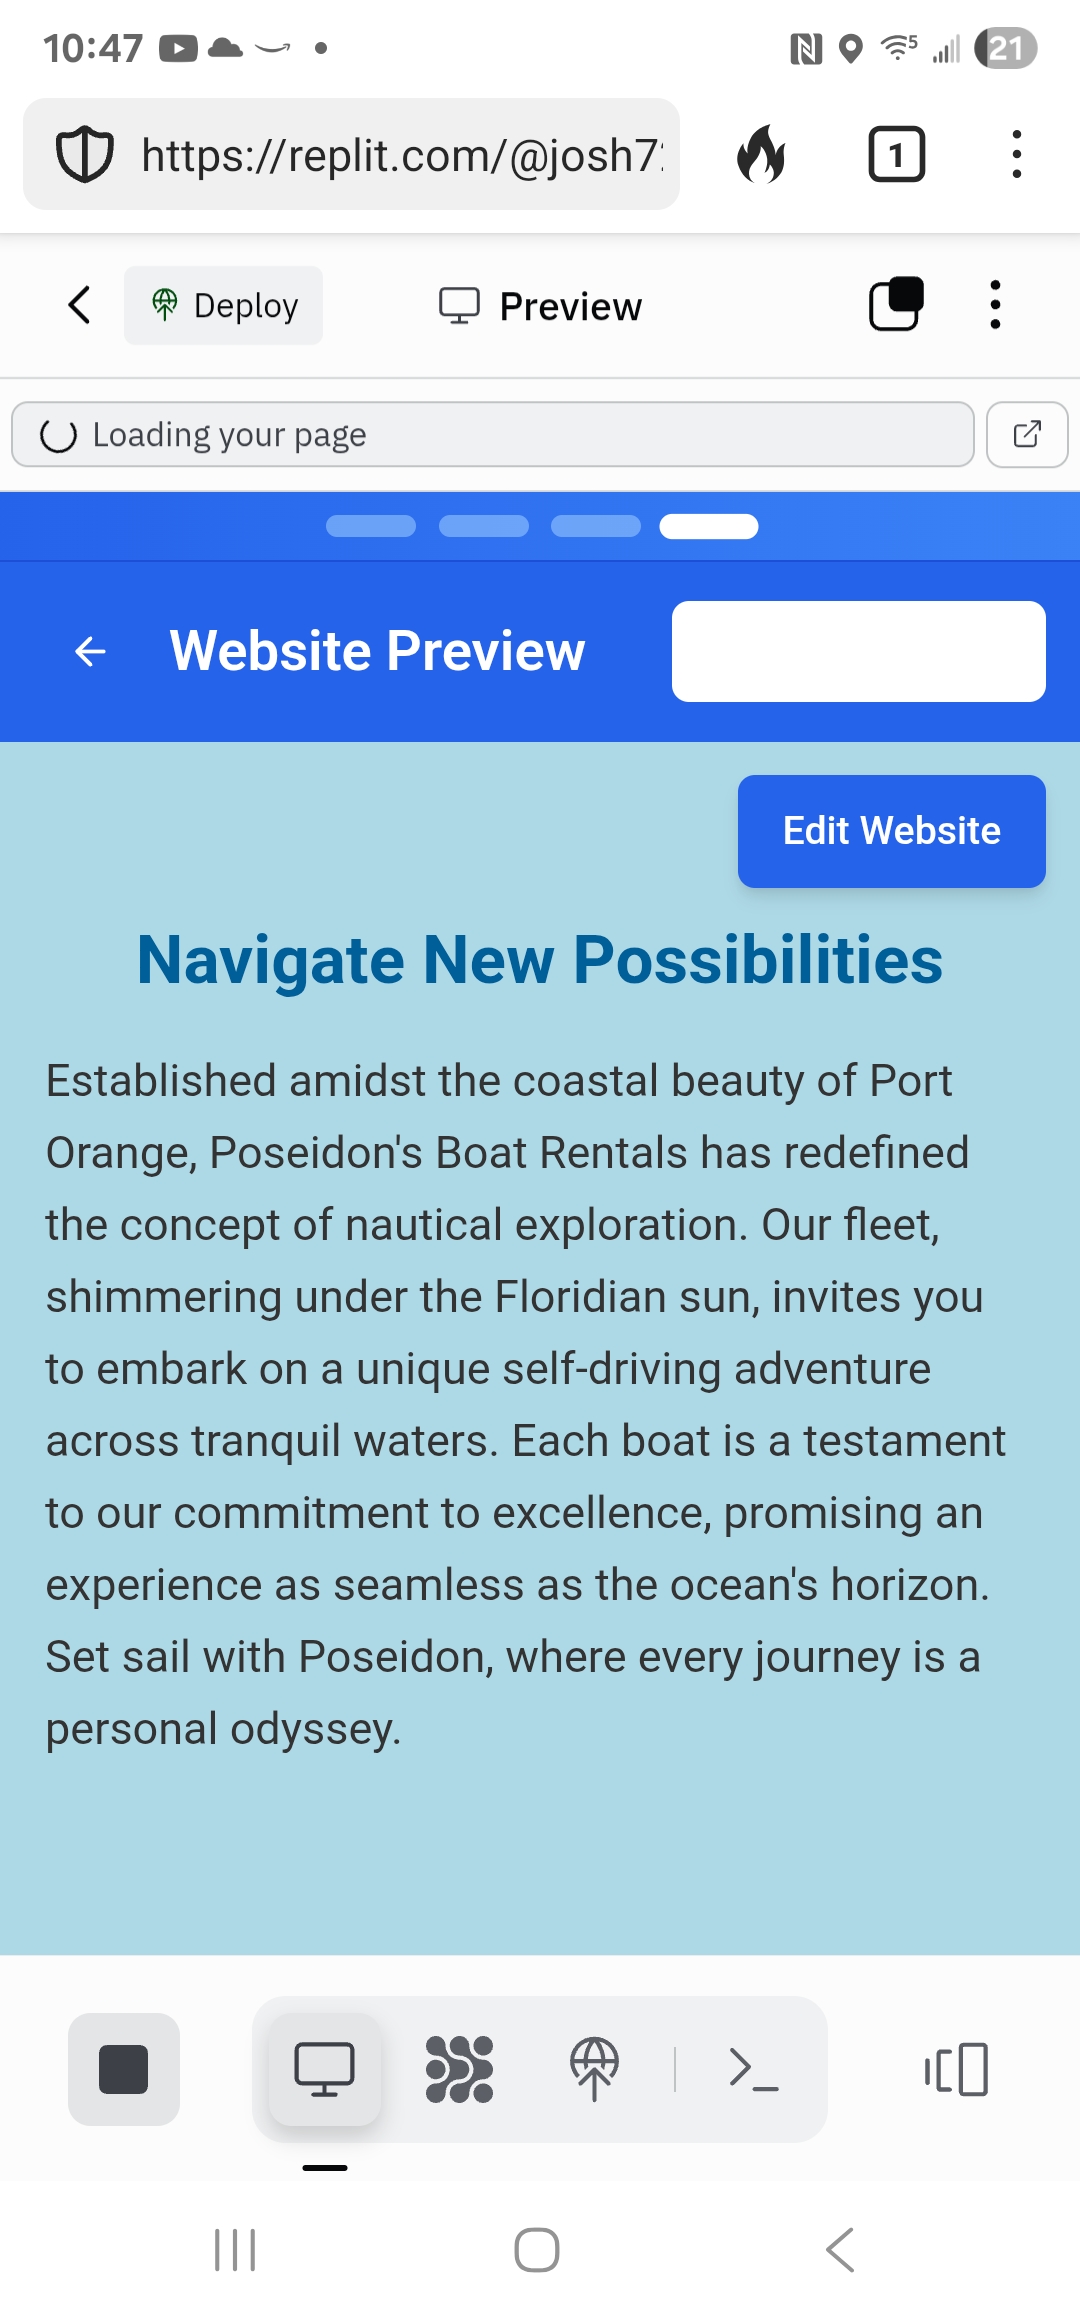 10:47
5
21
https://replit.com/@josh7
1
Deploy
Preview
Loading your page
Website Preview
Edit Website
Navigate New Possibilities
Established amidst the coastal beauty of Port
Orange, Poseidon's Boat Rentals has redefined
the concept of nautical exploration. Our fleet,
shimmering under the Floridian sun, invites you
to embark on a unique self-driving adventure
across tranquil waters. Each boat is a testament
to our commitment to excellence, promising an
experience as seamless as the ocean's horizon.
Set sail with Poseidon, where every journey is a
personal odyssey.